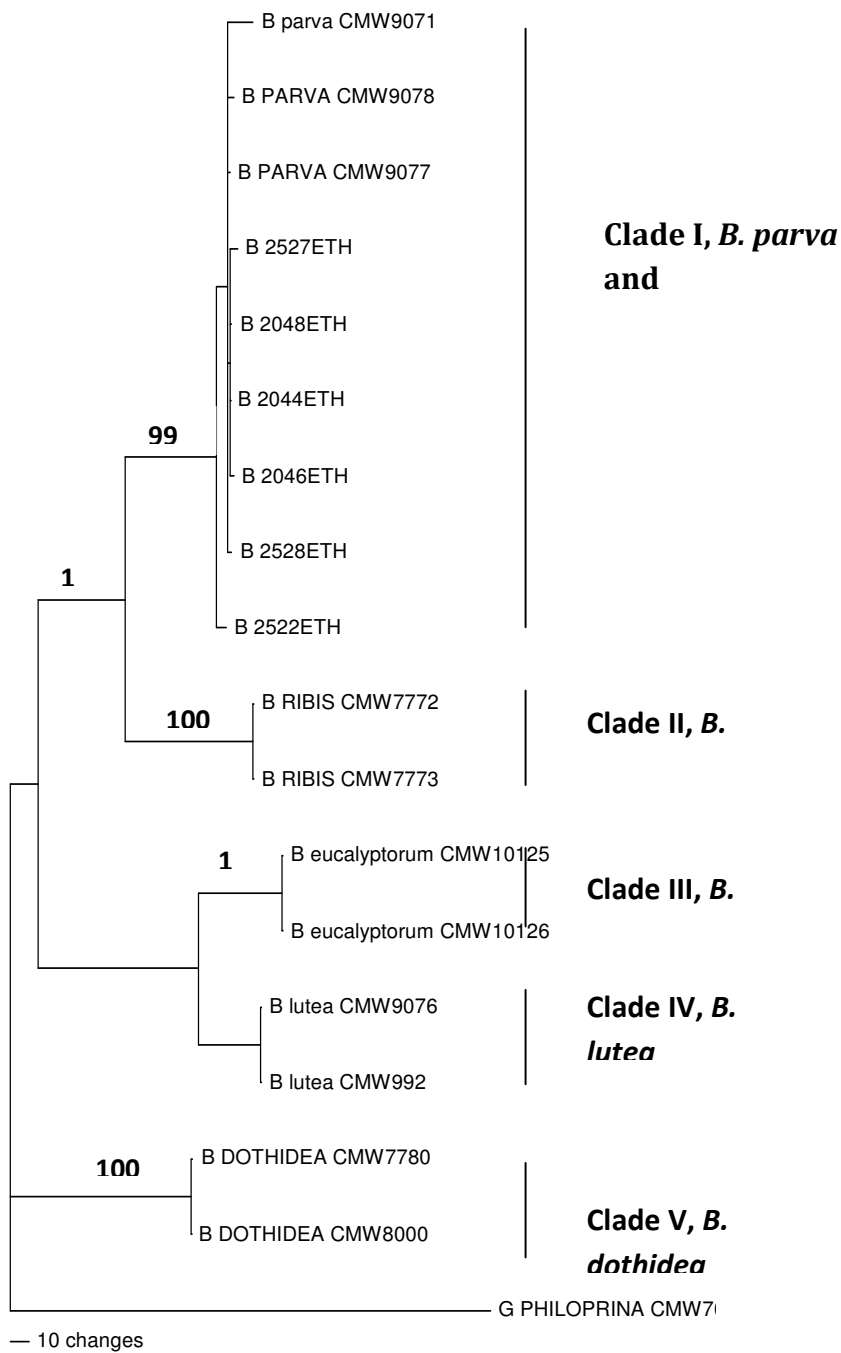 B parva CMW9071
B PARVA CMW9078
B PARVA CMW9077
B 2527ETH
B 2048ETH
B 2044ETH
B 2046ETH
B 2528ETH
B 2522ETH
Clade I, B. parva
and
99
1
B RIBIS CMW7772
B RIBIS CMW7773
100
Clade II, B.
B eucalyptorum CMW10125
B eucalyptorum CMW10126
1
Clade III, B.
B lutea CMW9076
B lutea CMW992
Clade IV, B.
lutea
B DOTHIDEA CMW7780
B DOTHIDEA CMW8000
100
Clade V, B.
dothidea
G PHILOPRINA
10 changes